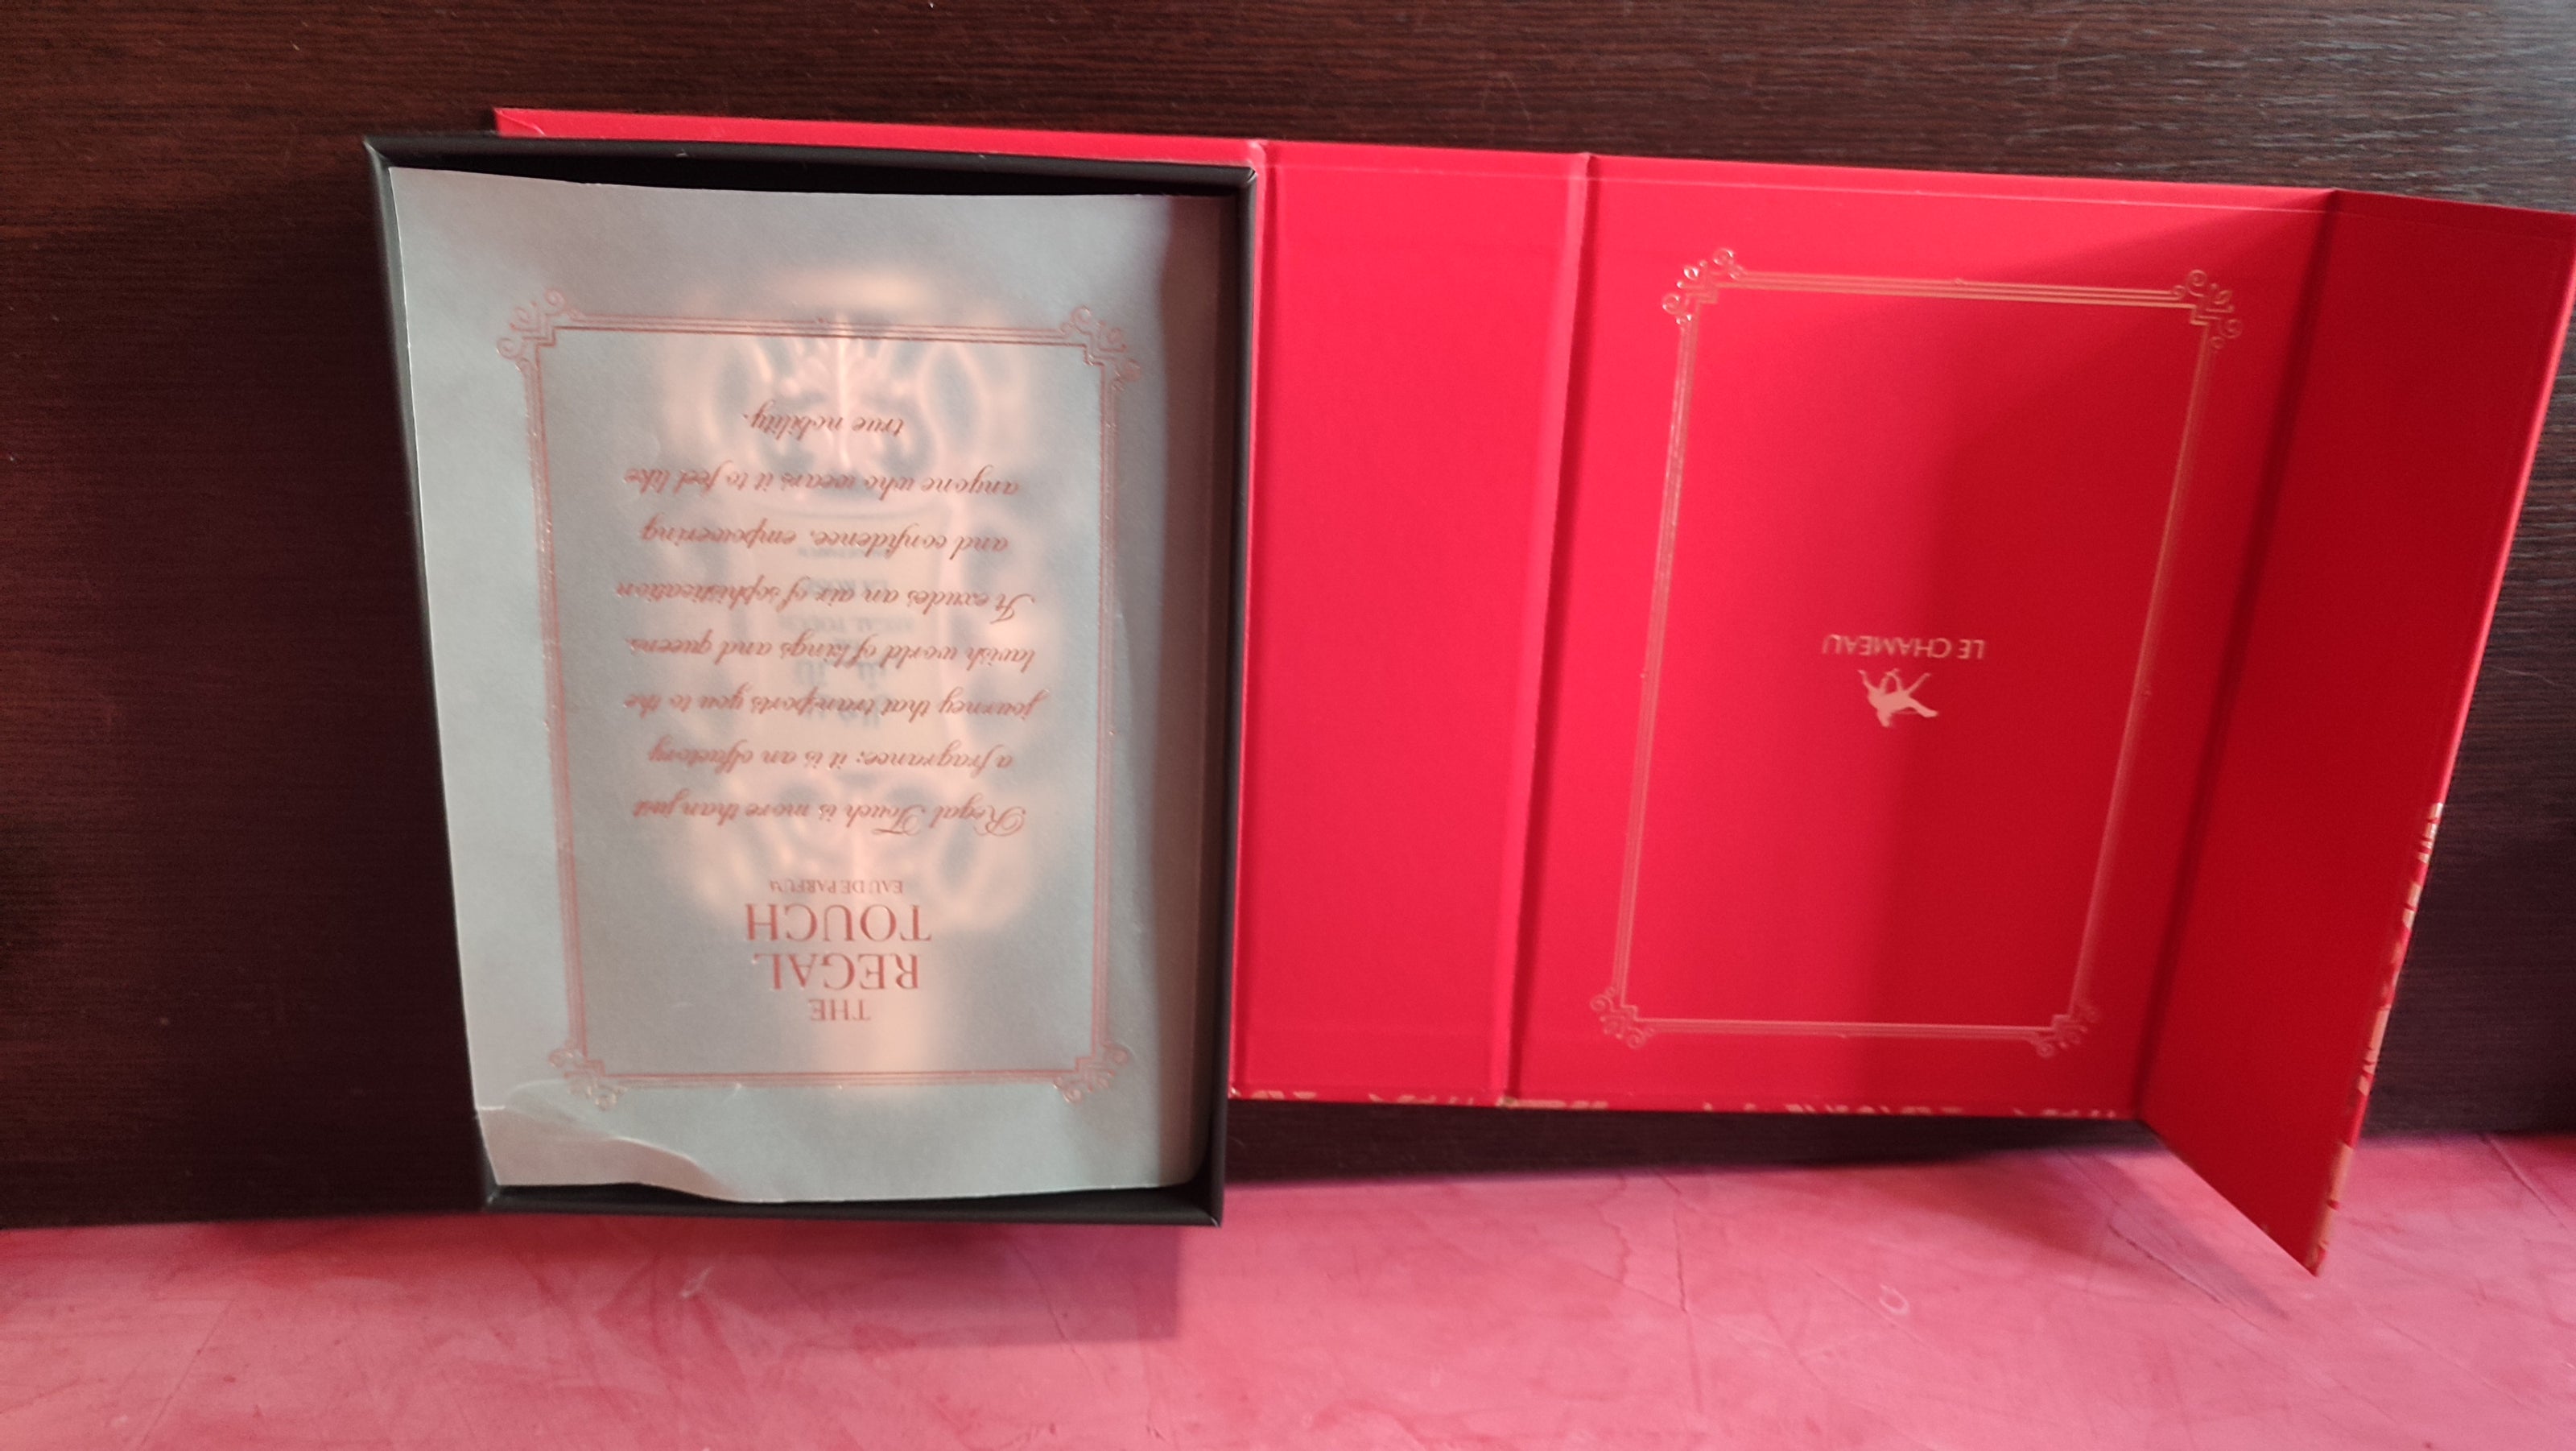 THE
REGAL
TOUCH
EAU DE PARFUM
Regal Touch is more than just
a fragrance; it is an olfactory
journey that transports you to the
lavish world of kings and queens.
It exudes an air of sophistication
and confidence, empowering
anyone who wears it to feel like
true nobility.
LE CHAMEAU